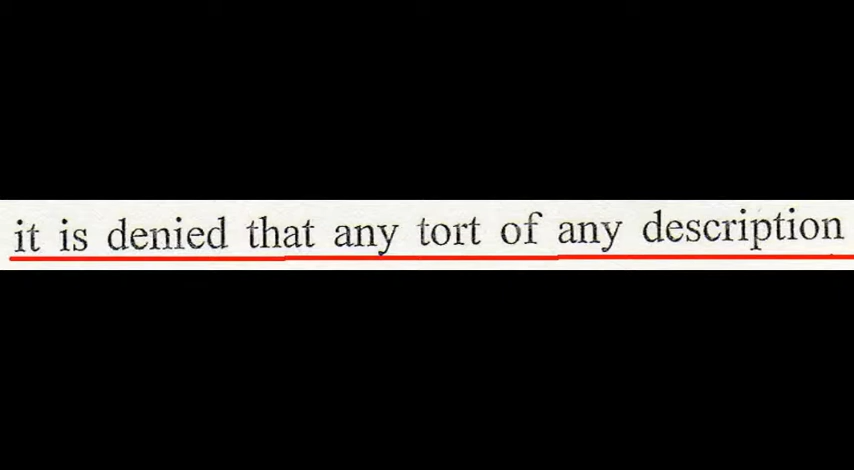 it is denied that any tort of any description